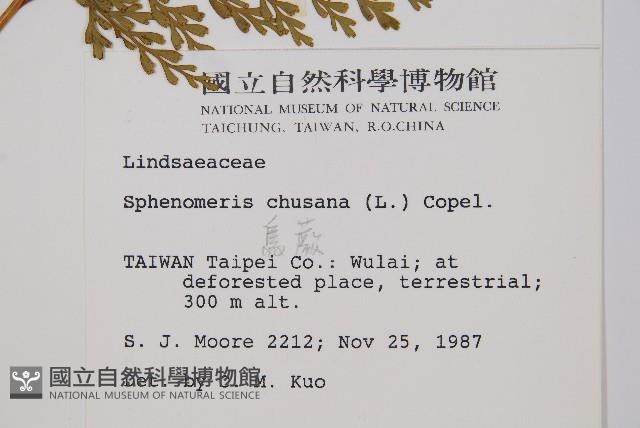 國立自然科學博物館
NATIONAL MUSEUM OF NATURAL SCIENCE
TAICHUNG, TAIWAN, R.O.CHINA
Lindsaeaceae
Sphenomeris chusana (L.) Copel.
烏蕨
TAIWAN Taipei Co.: Wulai; at
deforested place, terrestrial;
300 m alt.
S. J. Moore 2212; Nov 25, 1987
Det. by C. M. Kuo
國立自然科學博物館
NATIONAL MUSEUM OF NATURAL SCIENCE